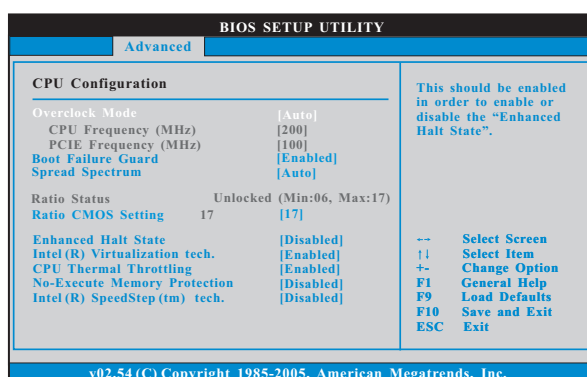 BIOS SETUP UTILITY
Advanced
CPU Configuration
Overclock Mode [Auto]
CPU Frequency (MHz) [200]
PCIE Frequency (MHz) [100]
Boot Failure Guard [Enabled]
Spread Spectrum [Auto]
Ratio Status Unlocked (Min:06, Max:17)
Ratio CMOS Setting 17 [17]
Enhanced Halt State [Disabled]
Intel(R) Virtualization tech. [Enabled]
CPU Thermal Throttling [Enabled]
No-Execute Memory Protection [Disabled]
Intel (R) SpeedStep(tm) tech. [Disabled]
This should be enabled
in order to enable or
disable the “Enhanced
Halt State”.
←→ Select Screen
↑↓ Select Item
+- Change Option
F1 General Help
F9 Load Defaults
F10 Save and Exit
ESC Exit
v02.54 (C) Copyright 1985-2005, American Megatrends, Inc.